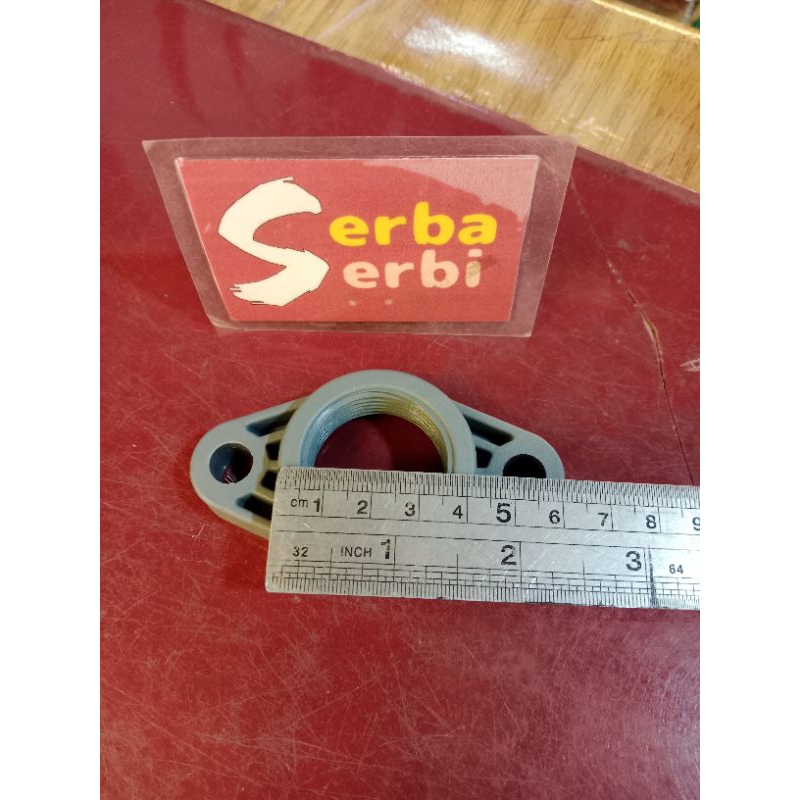 Serba
Serbi
cm 1 2 3 4 5 6 7 8 9
32 INCH 1 2 3 64